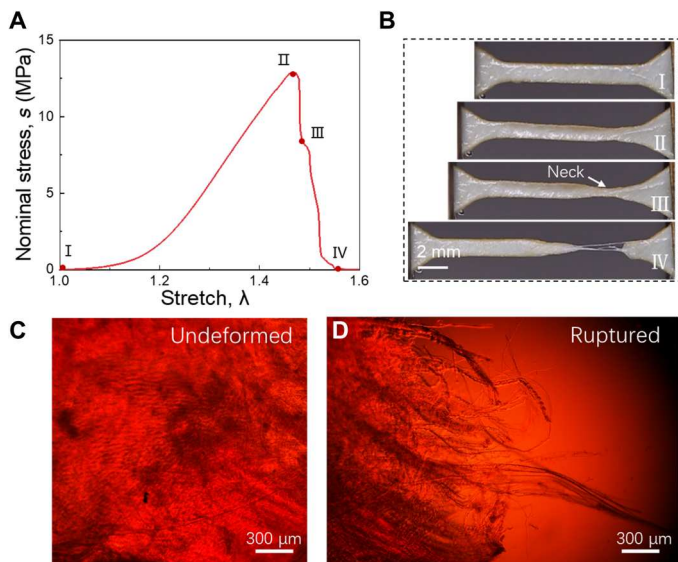 A
Nominal stress, s (MPa)
15
10
5
0
1.0
1.2
1.4
1.6
Stretch, λ
I
II
III
IV
B
I
II
Neck
III
2 mm
IV
C
Undeformed
300 μm
D
Ruptured
300 μm